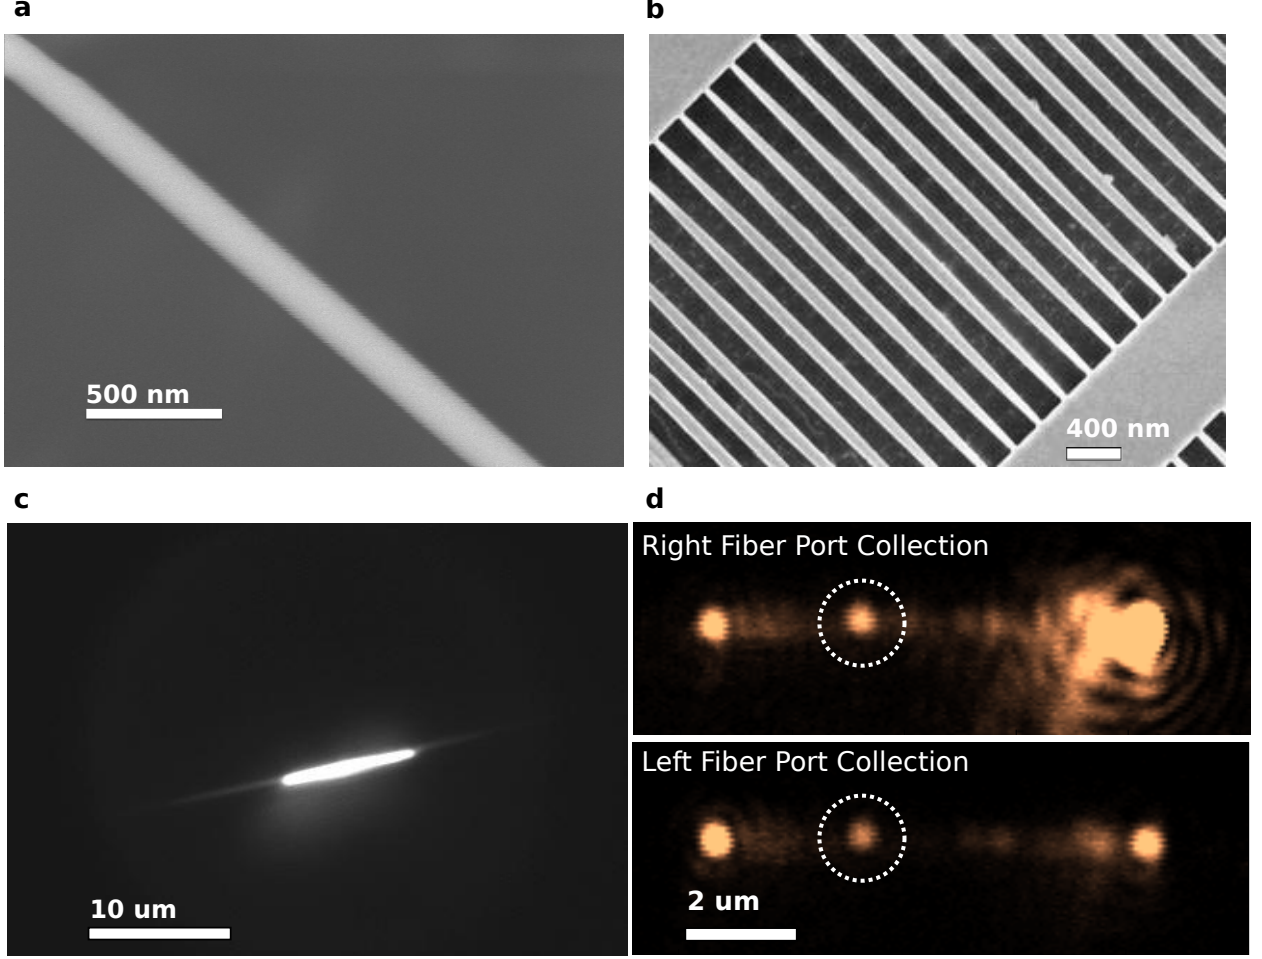 a
b
500 nm
400 nm
c
d
Right Fiber Port Collection
10 um
Left Fiber Port Collection
2 um